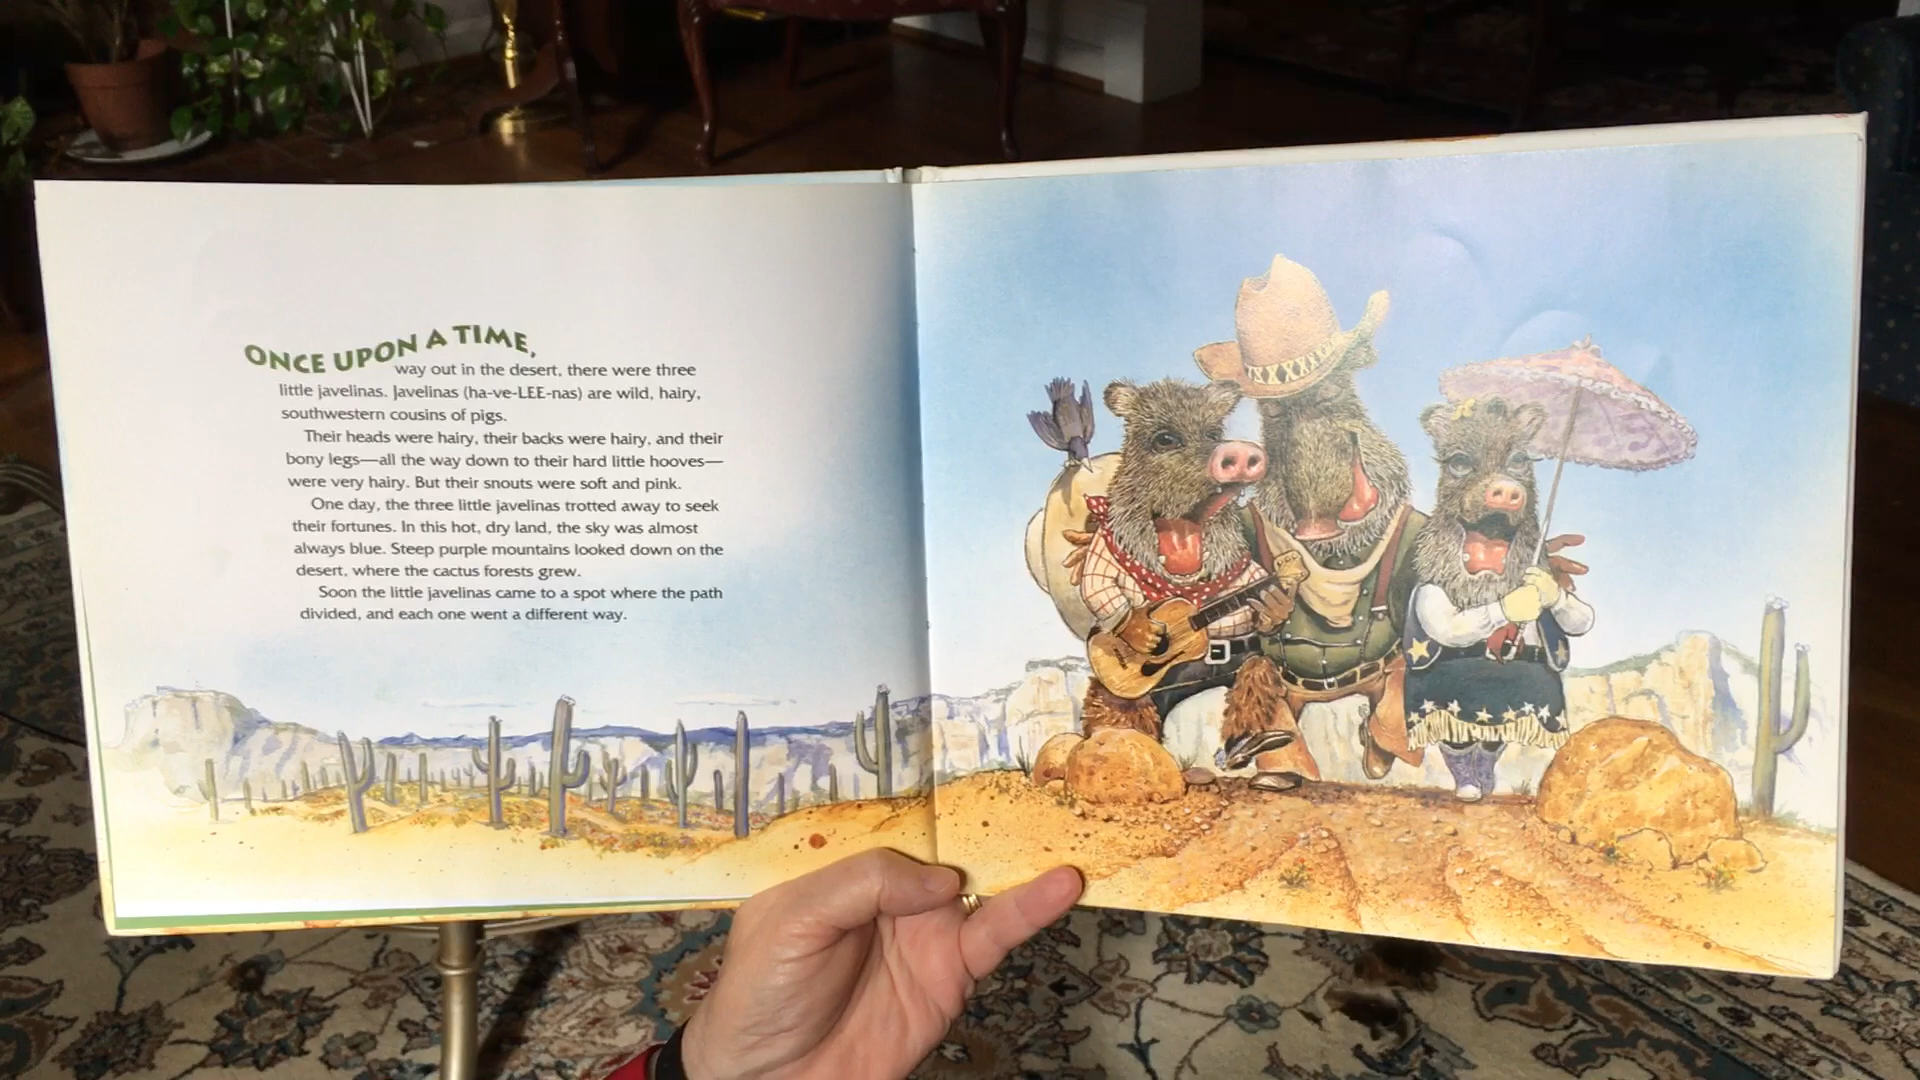 ONCE UPON A TIME,
way out in the desert, there were three
little javelinas. Javelinas (ha-ve-LEE-nas) are wild, hairy,
southwestern cousins of pigs.
Their heads were hairy, their backs were hairy, and their
bony legs—all the way down to their hard little hooves—
were very hairy. But their snouts were soft and pink.
One day, the three little javelinas trotted away to seek
their fortunes. In this hot, dry land, the sky was almost
always blue. Steep purple mountains looked down on the
desert, where the cactus forests grew.
Soon the little javelinas came to a spot where the path
divided, and each one went a different way.